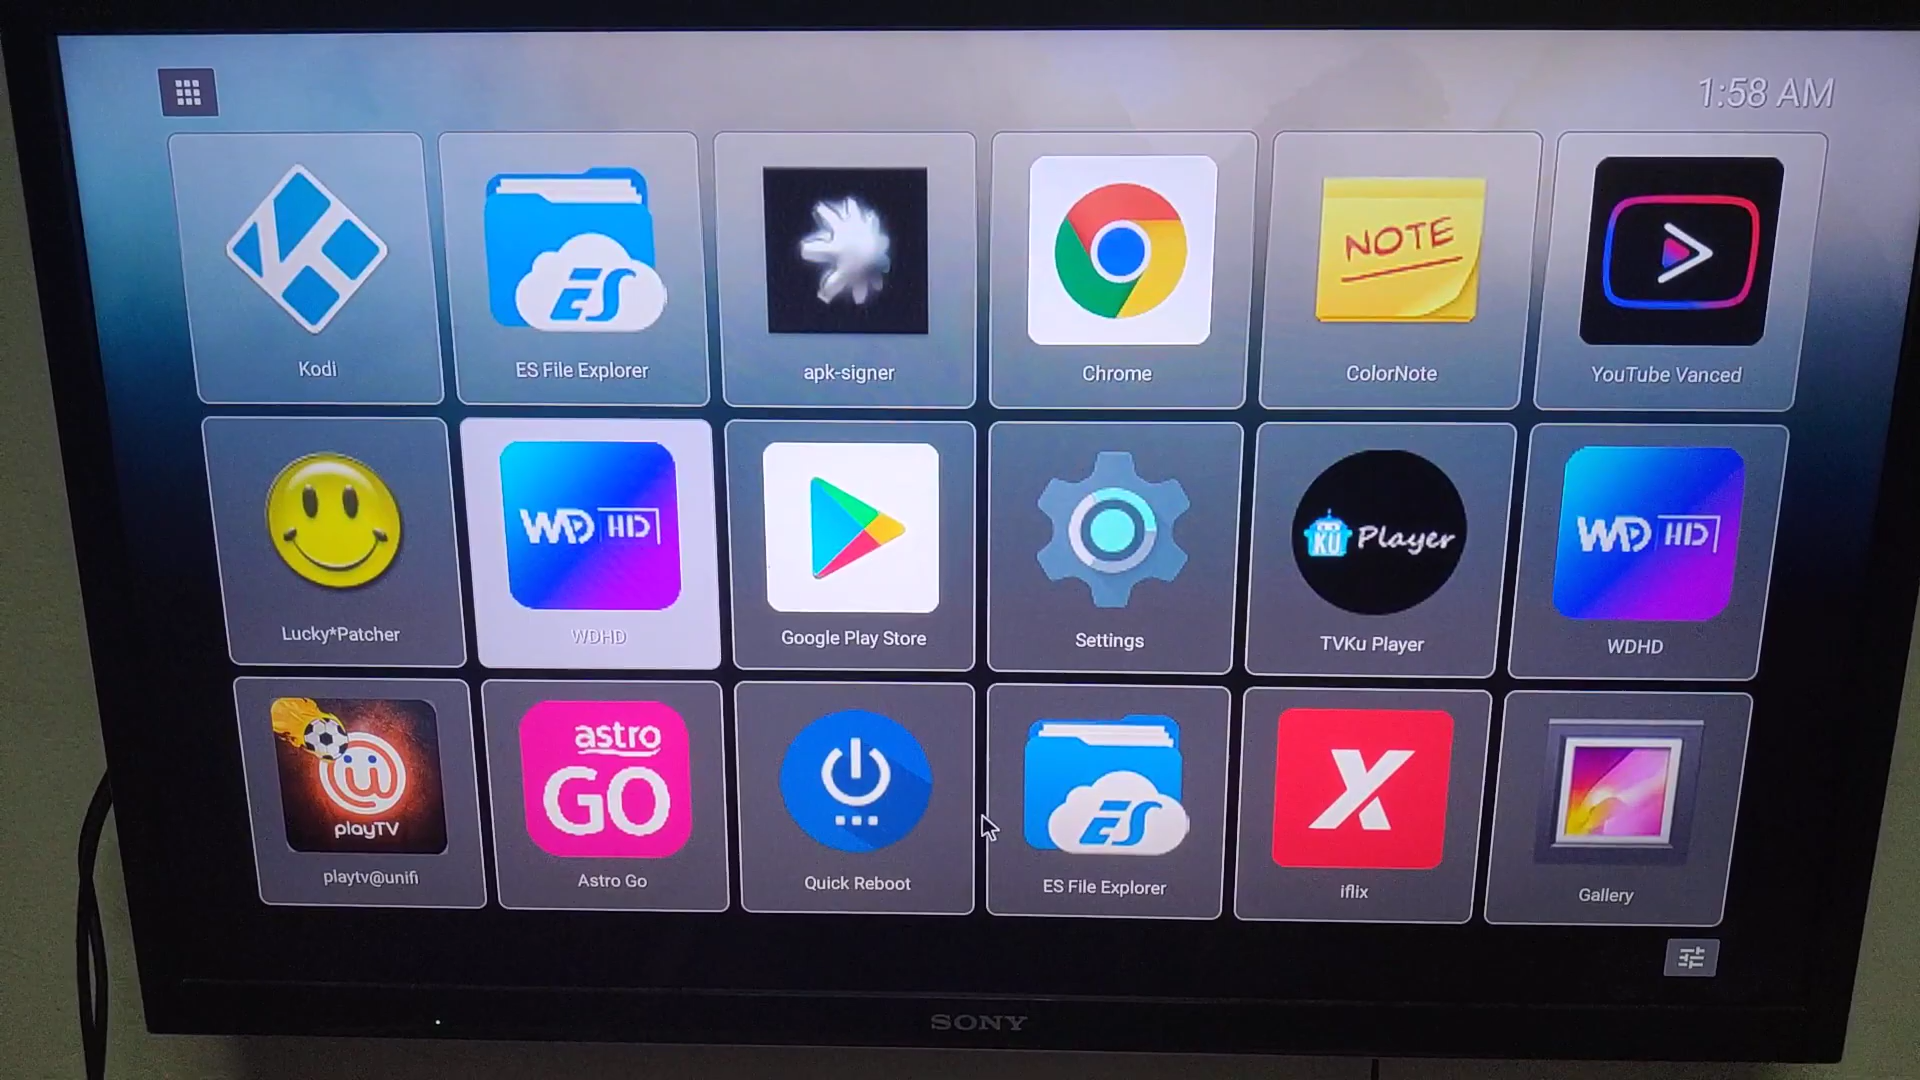 1:58 AM
ES
NOTE
Kodi
ES File Explorer
apk-signer
Chrome
ColorNote
YouTube Vanced
WD HD
KU Player
WD HD
Lucky*Patcher
WDHD
Google Play Store
Settings
TVKu Player
WDHD
playTV
astro
GO
ES
playtv@unifi
Astro Go
Quick Reboot
ES File Explorer
iflix
Gallery
SONY